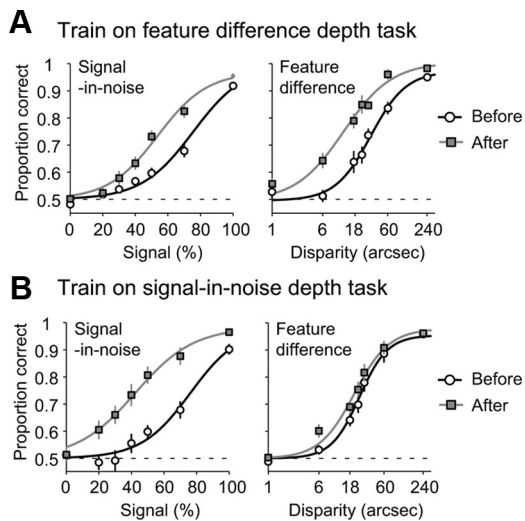 A Train on feature difference depth task
Signal
-in-noise
Feature
difference
Proportion correct
1
0.9
0.8
0.7
0.6
0.5
0 20 40 60 80 100
Signal (%)
1 6 18 60 240
Disparity (arcsec)
Before
After
B Train on signal-in-noise depth task
Signal
-in-noise
Feature
difference
Proportion correct
1
0.9
0.8
0.7
0.6
0.5
0 20 40 60 80 100
Signal (%)
1 6 18 60 240
Disparity (arcsec)
Before
After